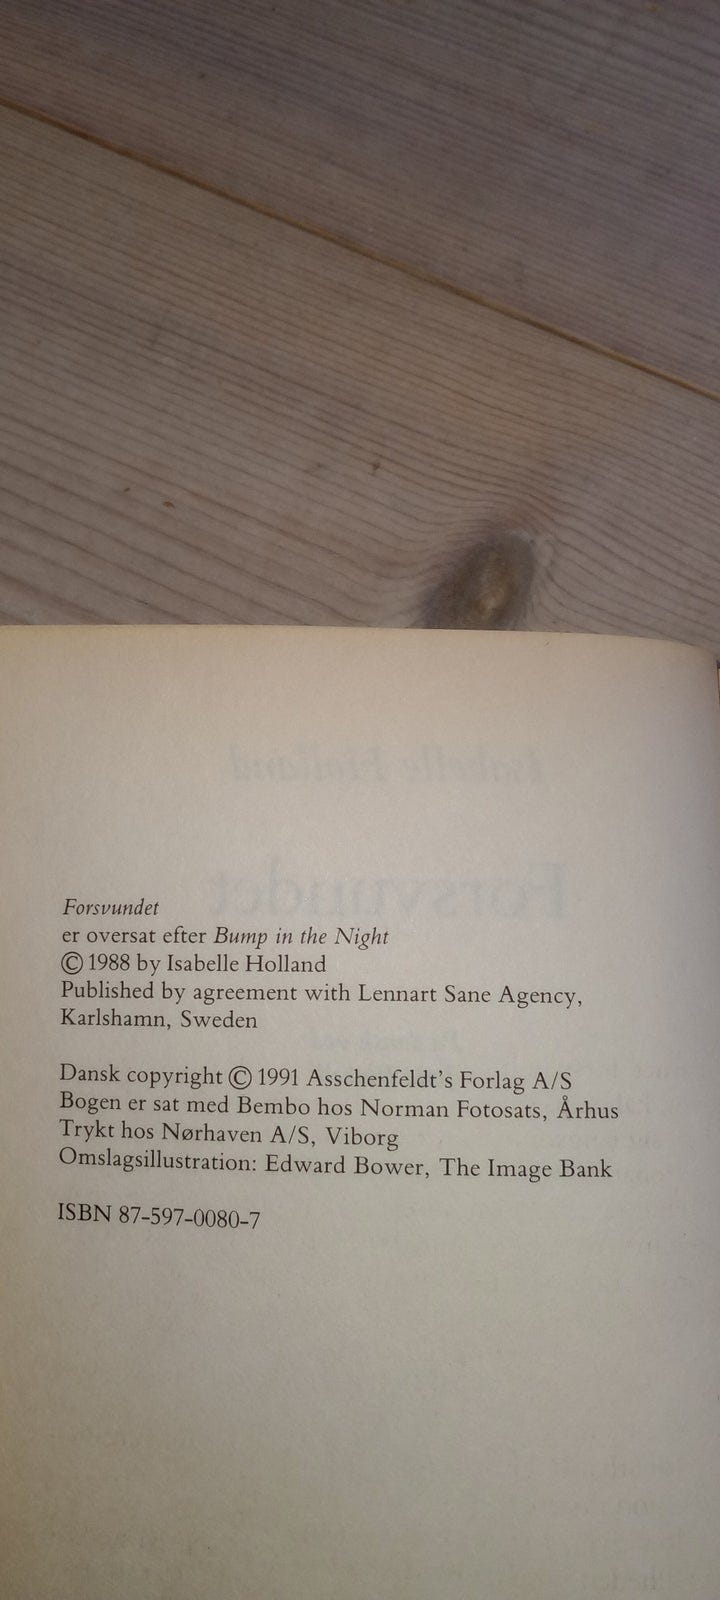 Forsvundet
er oversat efter Bump in the Night
© 1988 by Isabelle Holland
Published by agreement with Lennart Sane Agency,
Karlshamn, Sweden
Dansk copyright © 1991 Asschenfeldt's Forlag A/S
Bogen er sat med Bembo hos Norman Fotosats, Århus
Trykt hos Nørhaven A/S, Viborg
Omslagsillustration: Edward Bower, The Image Bank
ISBN 87-597-0080-7